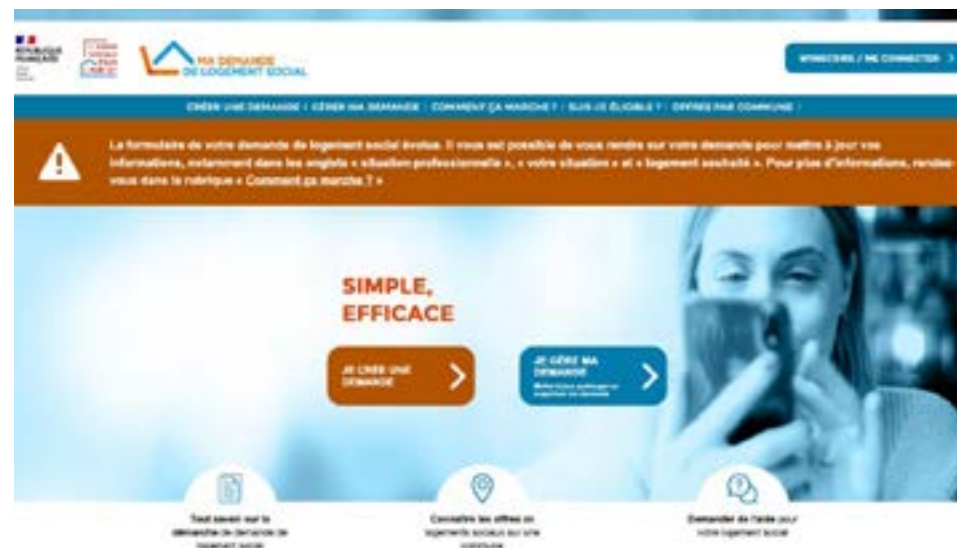 RÉPUBLIQUE
FRANÇAISE
MA DEMANDE
DE LOGEMENT SOCIAL
M'INSCRIRE / ME CONNECTER
CRÉER UNE DEMANDE | GÉRER MA DEMANDE | COMMENT ÇA MARCHE ? | SUIS-JE ÉLIGIBLE ? | OFFRES PAR COMMUNE
Le formulaire de votre demande de logement social évolue. Il vous est possible de vous rendre sur votre demande pour mettre à jour vos
informations, notamment dans les onglets « situation professionnelle », « votre situation » et « logement souhaité ». Pour plus d'informations, rendez-
vous dans la rubrique « Comment ça marche ? »
SIMPLE,
EFFICACE
JE CRÉE UNE
DEMANDE
JE GÈRE MA
DEMANDE
Tout savoir sur la
démarche de demande de
logement social
Connaître les offres de
logements sociaux sur une
commune
Demander de l'aide pour
votre logement social